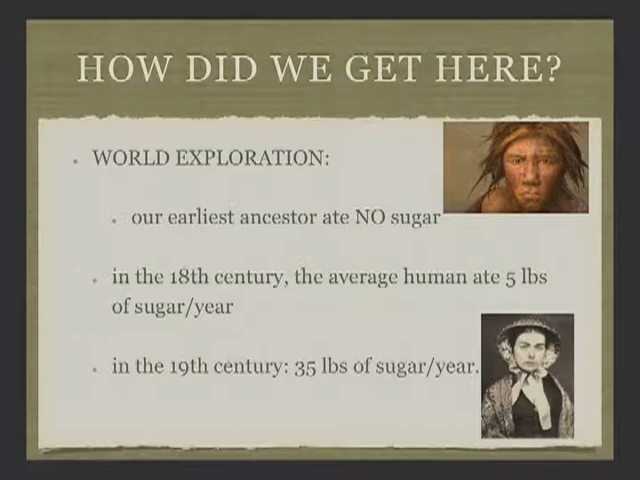 HOW DID WE GET HERE?
WORLD EXPLORATION:
our earliest ancestor ate NO sugar
in the 18th century, the average human ate 5 lbs
of sugar/year
in the 19th century: 35 lbs of sugar/year.